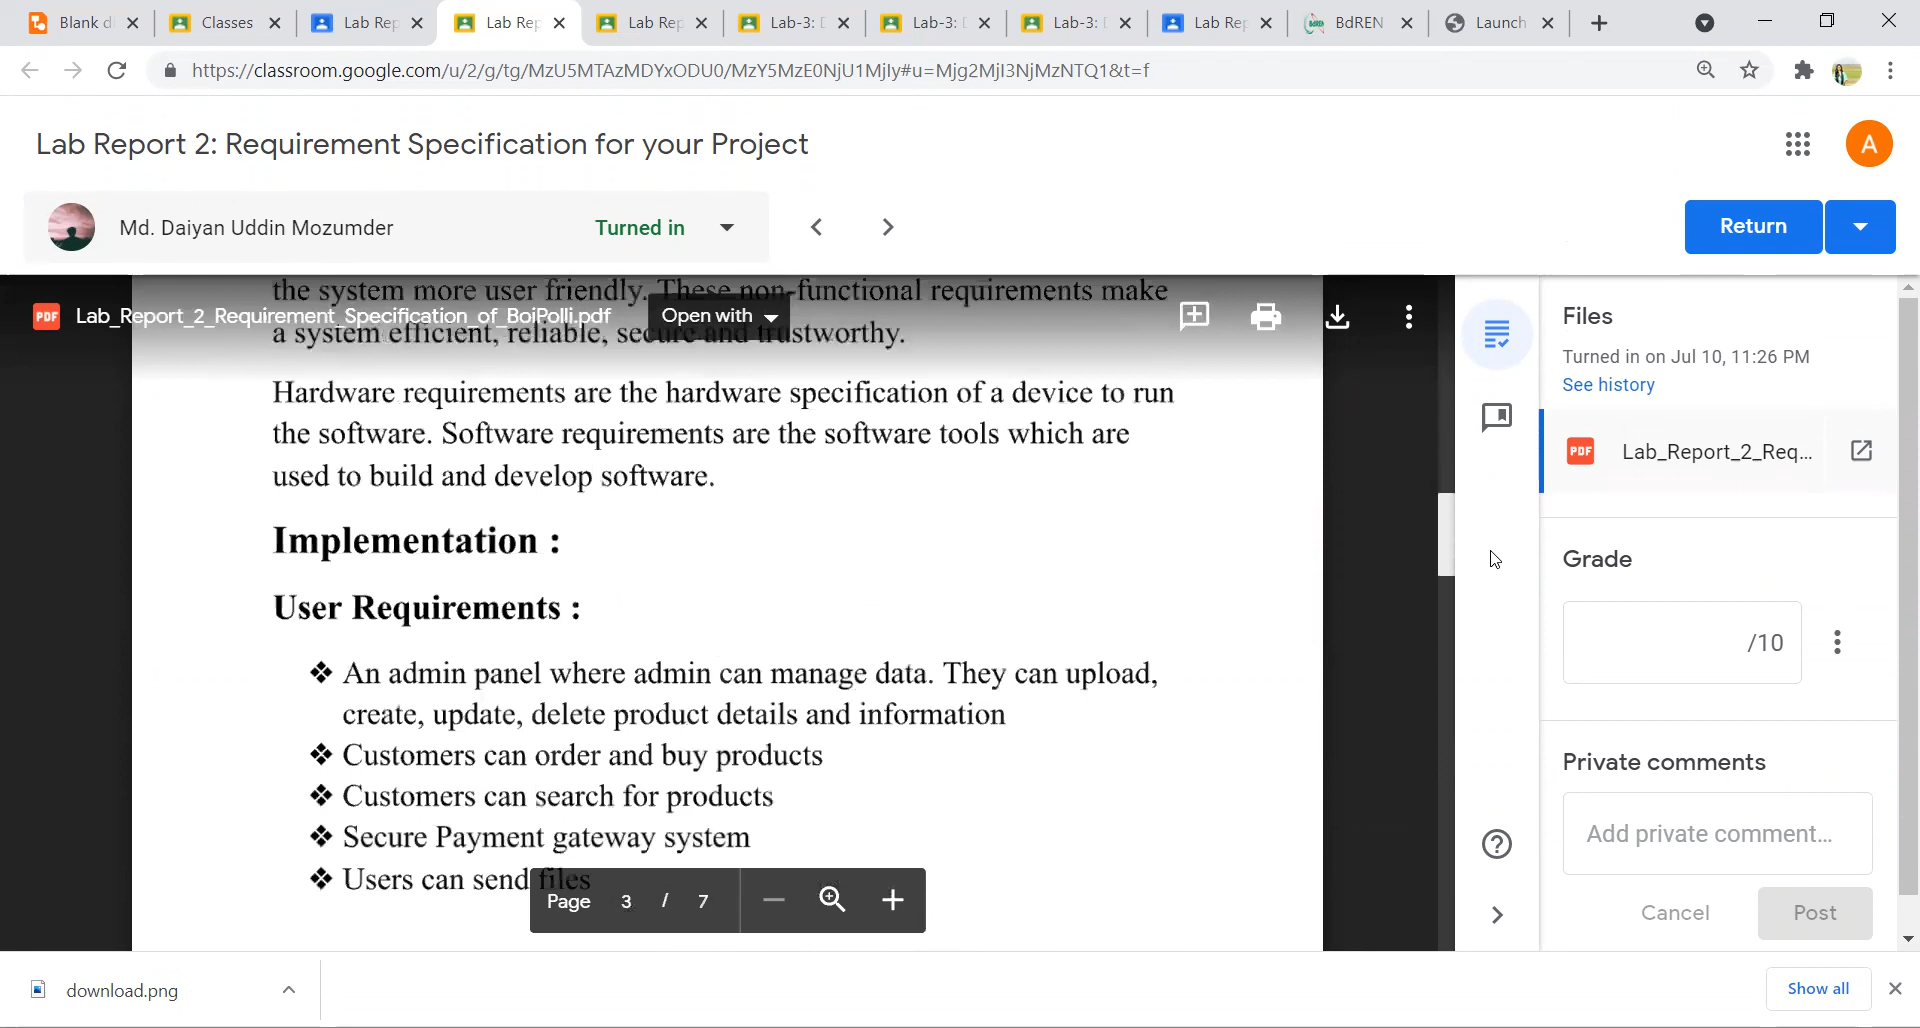 Blank di
Classes
Lab Rep
Lab Rep
Lab Rep
Lab-3: D
Lab-3: D
Lab-3: D
Lab Rep
BdREN
Launch
https://classroom.google.com/u/2/g/tg/MzU5MTAzMDYxODU0/MzY5MzE0NjU1MjIy#u=Mjg2MjI3NjMzNTQ1&t=f
Lab Report 2: Requirement Specification for your Project
A
Md. Daiyan Uddin Mozumder
Turned in
Return
the system more user friendly. These non-functional requirements make
PDF
Lab_Report_2_Requirement_Specification_of_BoiPolli.pdf
Open with
a system efficient, reliable, secure and trustworthy.
Hardware requirements are the hardware specification of a device to run
the software. Software requirements are the software tools which are
used to build and develop software.
Implementation :
User Requirements :
❖ An admin panel where admin can manage data. They can upload,
create, update, delete product details and information
❖ Customers can order and buy products
❖ Customers can search for products
❖ Secure Payment gateway system
❖ Users can send files
Page 3 / 7
Files
Turned in on Jul 10, 11:26 PM
See history
PDF
Lab_Report_2_Req...
Grade
/10
Private comments
Add private comment...
Cancel
Post
download.png
Show all